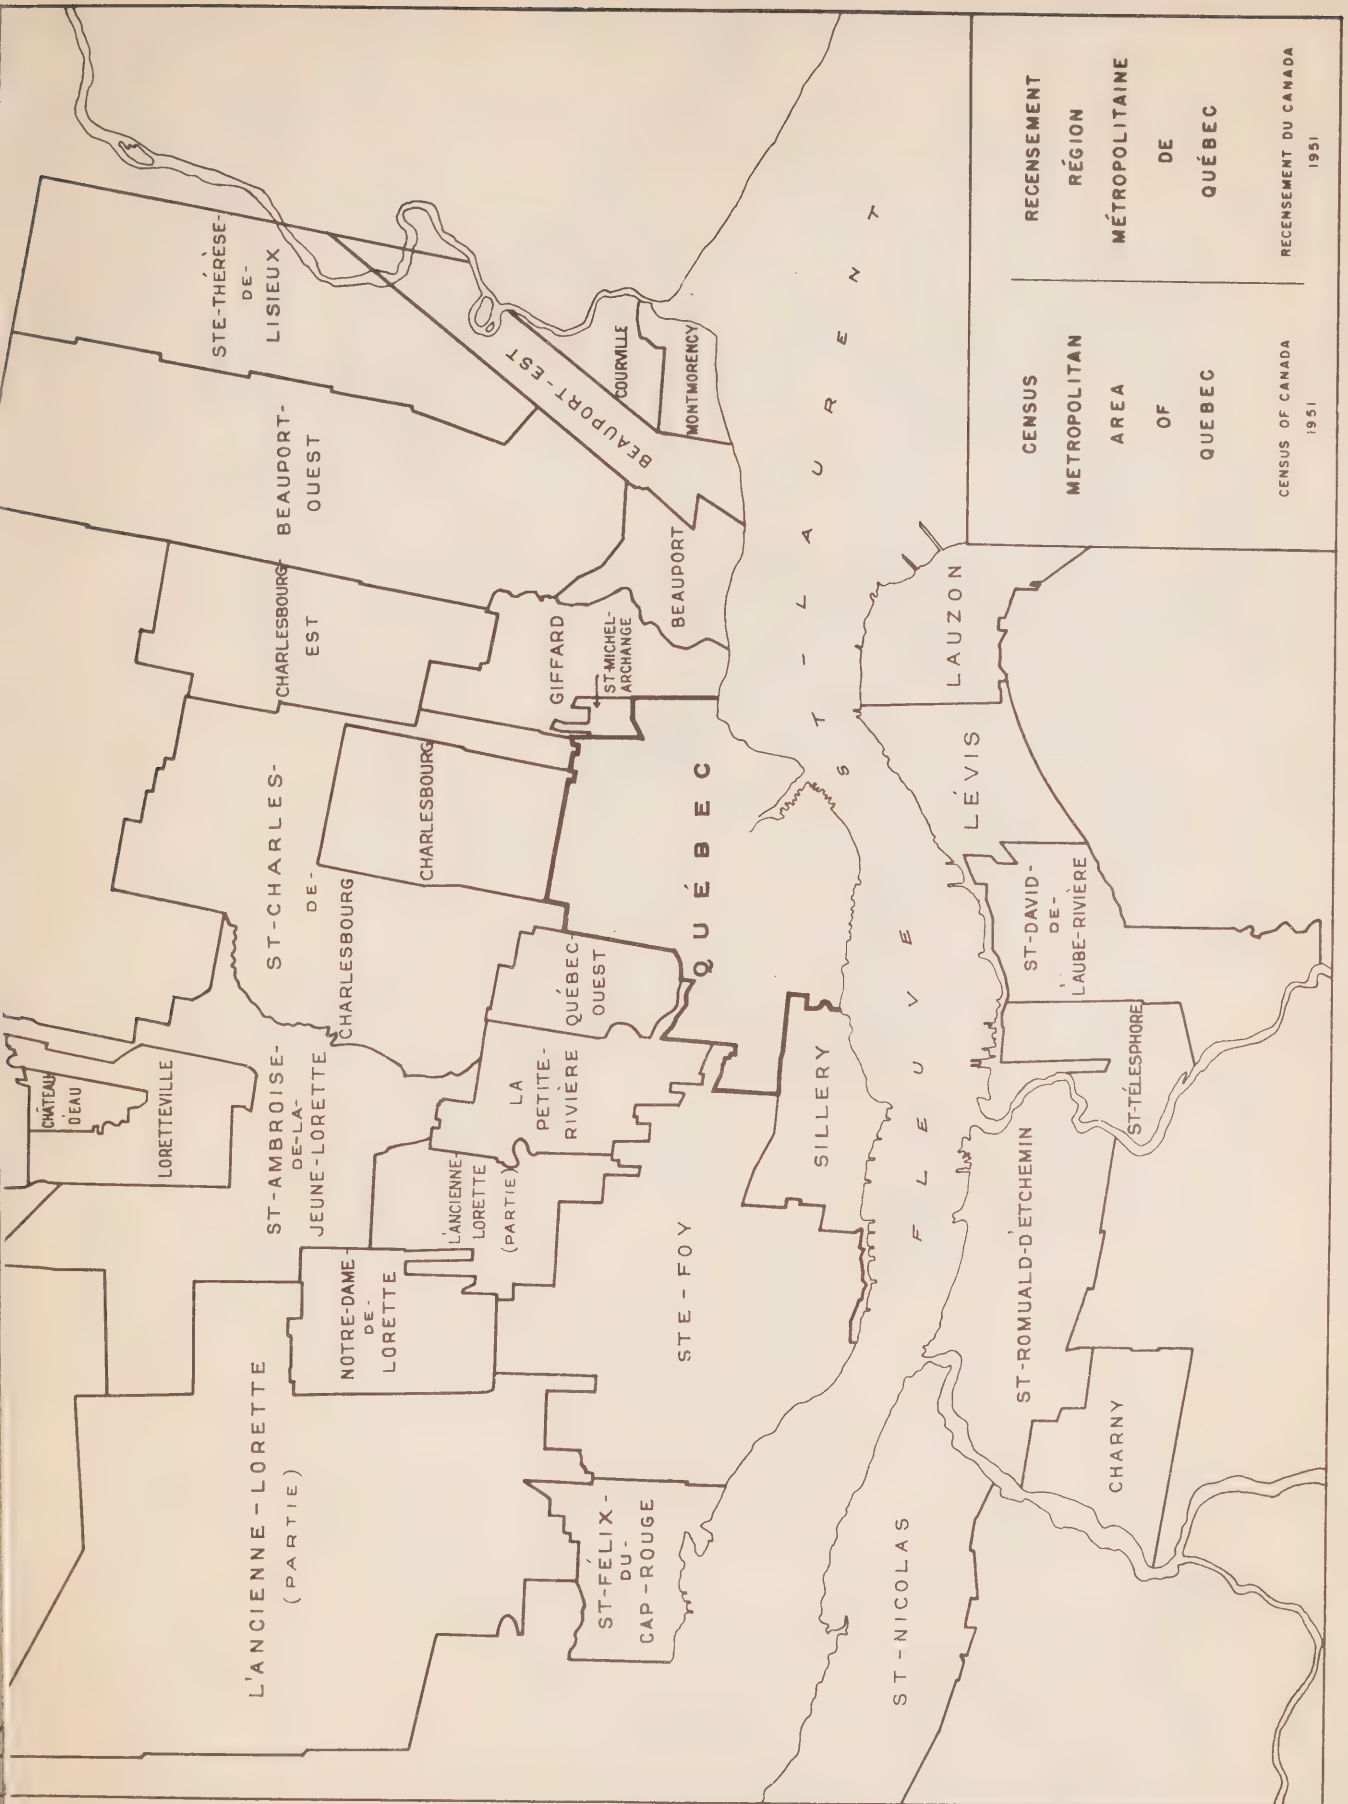 STE-THÉRÈSE-
DE-
LISIEUX
BEAUPORT-
OUEST
CHARLESBOURG-
EST
ST-CHARLES-
DE-
CHARLESBOURG
CHARLESBOURG
BEAUPORT-EST
COURVILLE
MONTMORENCY
BEAUPORT
GIFFARD
ST-MICHEL-
ARCHANGE
QUÉBEC
QUÉBEC-
OUEST
LA
PETITE-
RIVIÈRE
CHÂTEAU
D'EAU
LORETTEVILLE
ST-AMBROISE-
DE-LA-
JEUNE-LORETTE
L'ANCIENNE-
LORETTE
(PARTIE)
NOTRE-DAME-
DE-
LORETTE
L'ANCIENNE-LORETTE
(PARTIE)
STE-FOY
SILLERY
ST-FÉLIX-
DU-
CAP-ROUGE
FLEUVE ST-LAURENT
LAUZON
LÉVIS
ST-DAVID-
DE-
L'AUBE-RIVIÈRE
ST-TÉLESPHORE
ST-ROMUALD-D'ETCHEMIN
CHARNY
ST-NICOLAS
CENSUS
METROPOLITAN
AREA
OF
QUEBEC
CENSUS OF CANADA
1951
RECENSEMENT
RÉGION
MÉTROPOLITAINE
DE
QUÉBEC
RECENSEMENT DU CANADA
1951